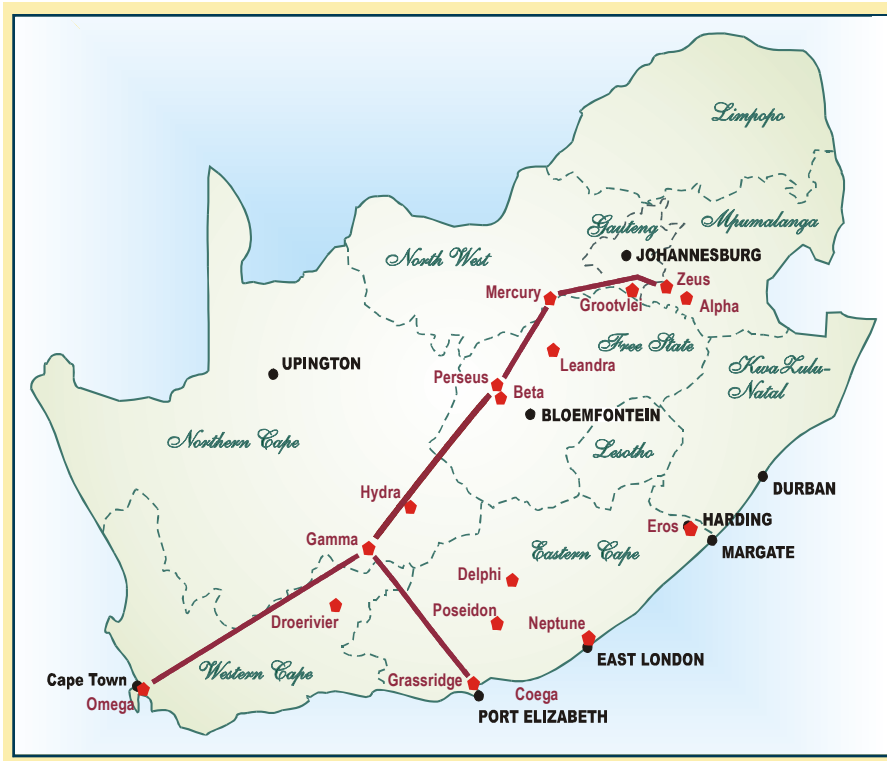 Limpopo
Mpumalanga
Gauteng
JOHANNESBURG
North West
Zeus
Mercury
Grootvlei
Alpha
Free State
Leandra
UPINGTON
Perseus
Beta
KwaZulu-
Natal
BLOEMFONTEIN
Northern Cape
Lesotho
DURBAN
Hydra
HARDING
Eros
Gamma
MARGATE
Eastern Cape
Delphi
Poseidon
Droerivier
Neptune
EAST LONDON
Western Cape
Cape Town
Grassridge
Omega
Coega
PORT ELIZABETH